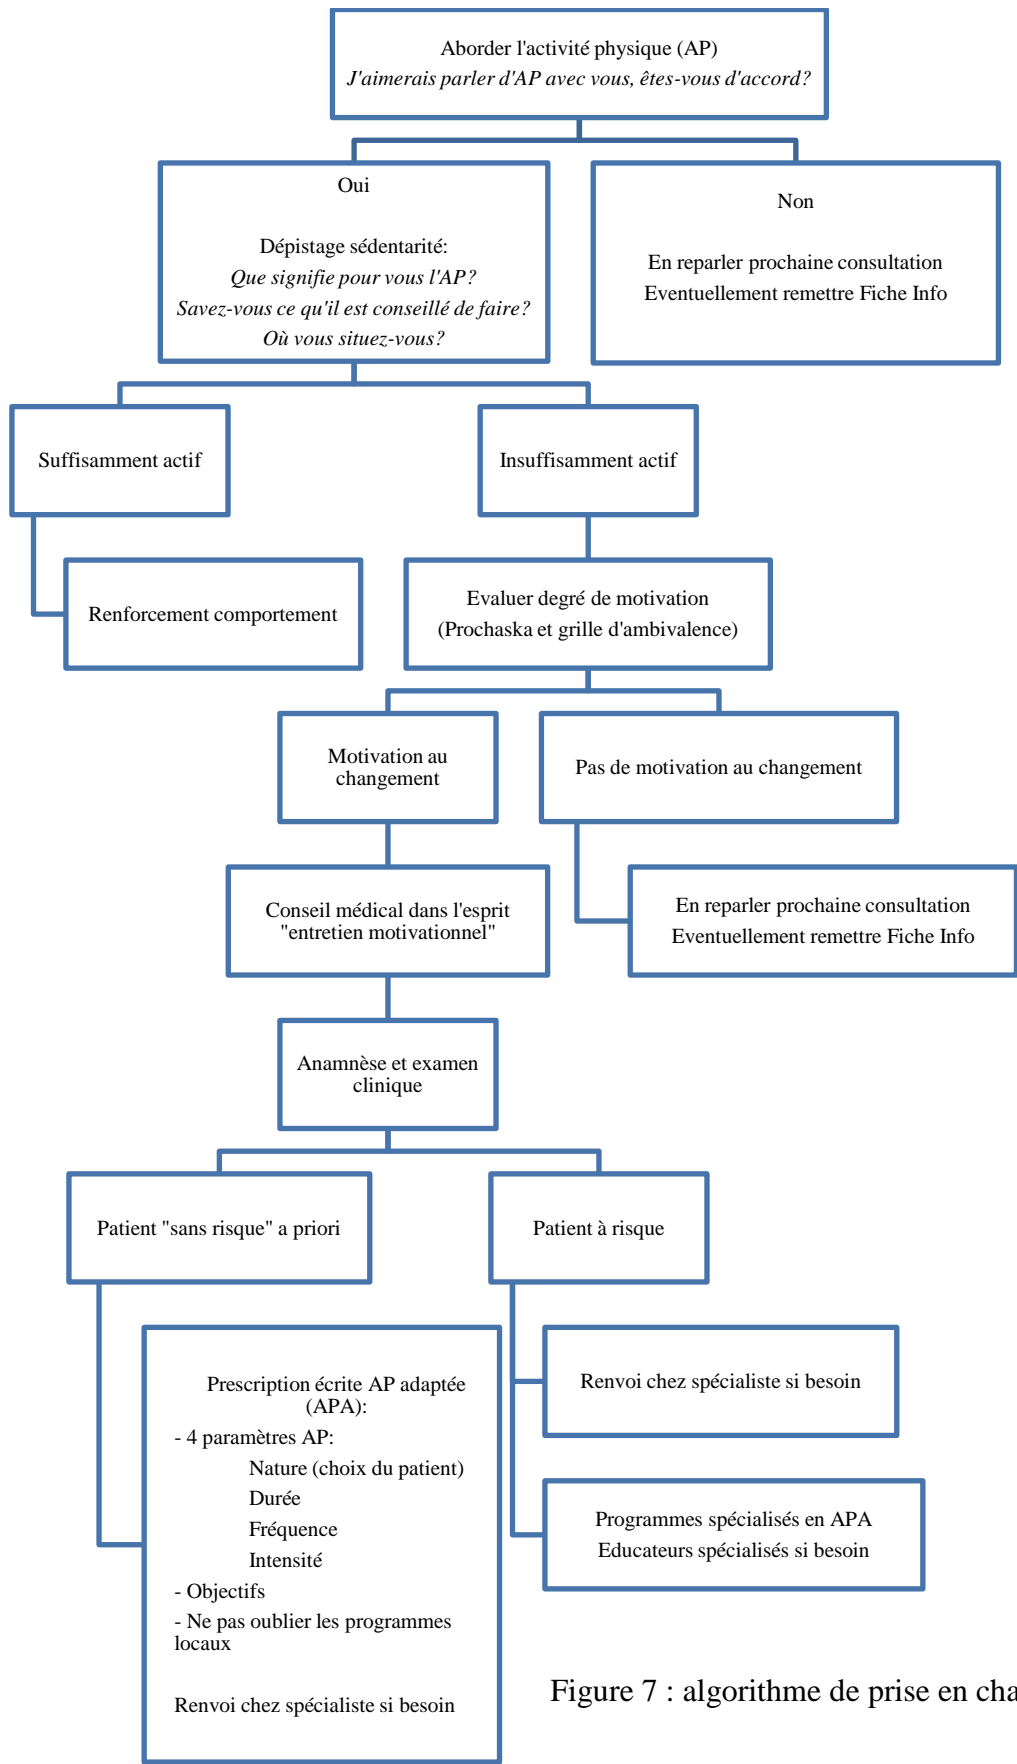 Aborder l'activité physique (AP)
J'aimerais parler d'AP avec vous, êtes-vous d'accord?
Oui
Dépistage sédentarité:
Que signifie pour vous l'AP?
Savez-vous ce qu'il est conseillé de faire?
Où vous situez-vous?
Non
En reparler prochaine consultation
Eventuellement remettre Fiche Info
Suffisamment actif
Insuffisamment actif
Renforcement comportement
Evaluer degré de motivation
(Prochaska et grille d'ambivalence)
Motivation au
changement
Pas de motivation au changement
Conseil médical dans l'esprit
"entretien motivationnel"
En reparler prochaine consultation
Eventuellement remettre Fiche Info
Anamnèse et examen
clinique
Patient "sans risque" a priori
Patient à risque
Prescription écrite AP adaptée
(APA):
- 4 paramètres AP:
Nature (choix du patient)
Durée
Fréquence
Intensité
- Objectifs
- Ne pas oublier les programmes
locaux
Renvoi chez spécialiste si besoin
Renvoi chez spécialiste si besoin
Programmes spécialisés en APA
Educateurs spécialisés si besoin
Figure 7 : algorithme de prise en